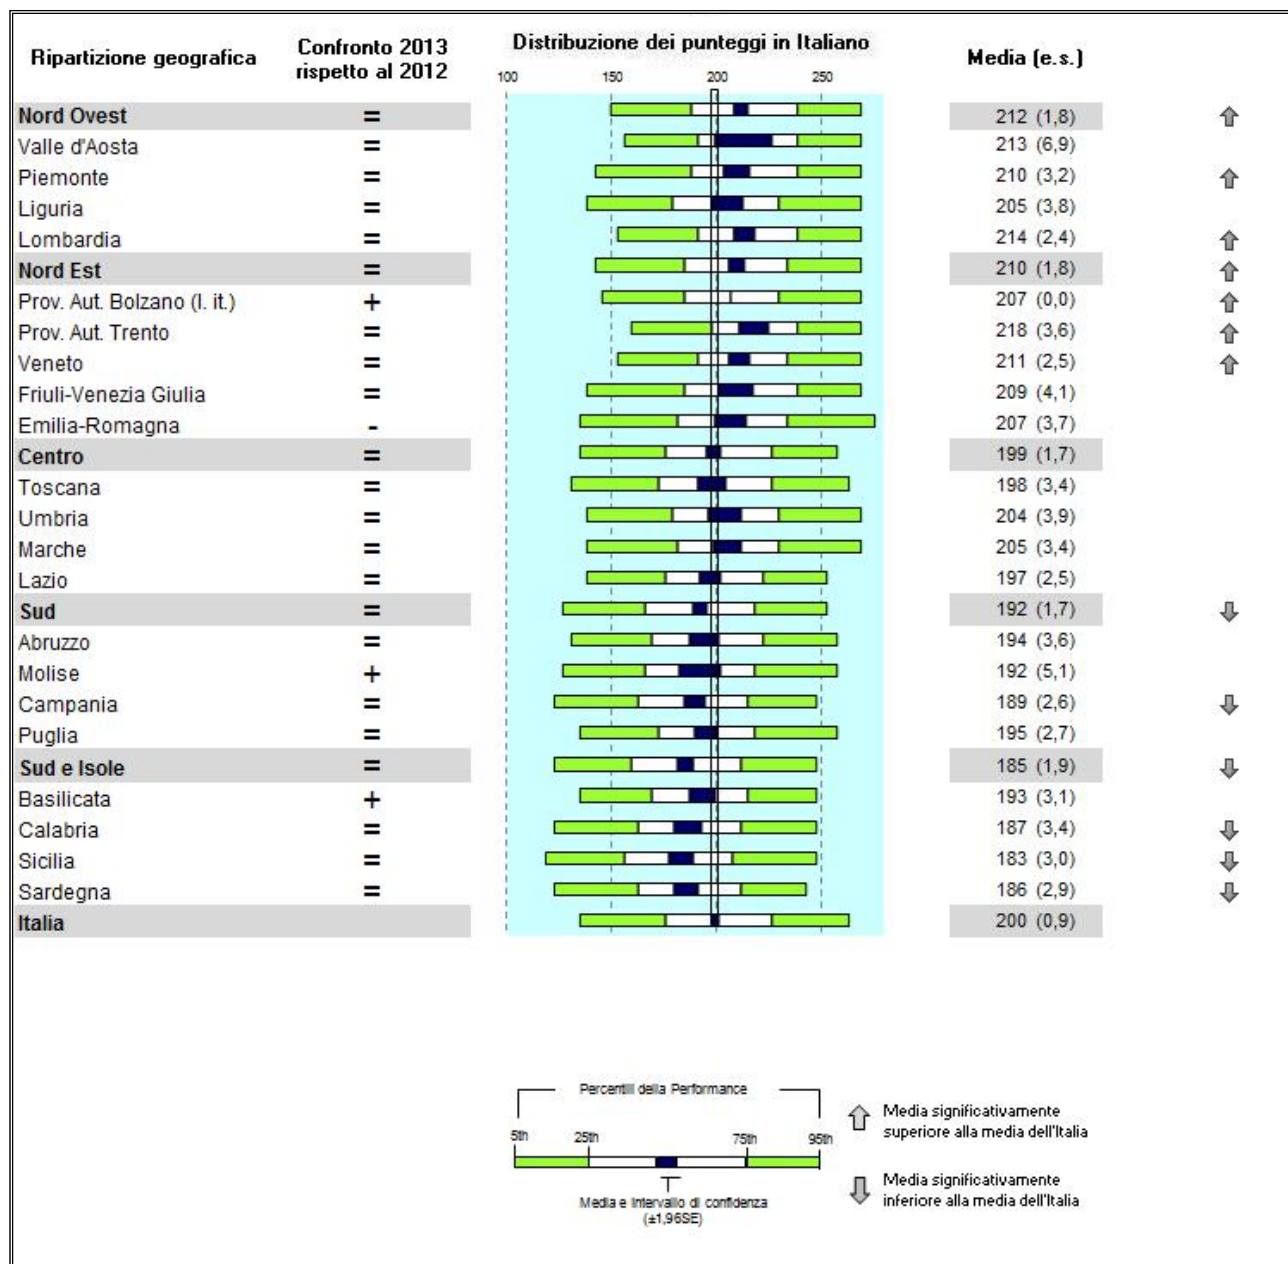 Ripartizione geografica Confronto 2013 rispetto al 2012 Distribuzione dei punteggi in Italiano Media (e.s.)
100 150 200 250
Nord Ovest = 212 (1,8)
Valle d'Aosta = 213 (6,9)
Piemonte = 210 (3,2)
Liguria = 205 (3,8)
Lombardia = 214 (2,4)
Nord Est = 210 (1,8)
Prov. Aut. Bolzano (l. it.) + 207 (0,0)
Prov. Aut. Trento = 218 (3,6)
Veneto = 211 (2,5)
Friuli-Venezia Giulia = 209 (4,1)
Emilia-Romagna - 207 (3,7)
Centro = 199 (1,7)
Toscana = 198 (3,4)
Umbria = 204 (3,9)
Marche = 205 (3,4)
Lazio = 197 (2,5)
Sud = 192 (1,7)
Abruzzo = 194 (3,6)
Molise + 192 (5,1)
Campania = 189 (2,6)
Puglia = 195 (2,7)
Sud e Isole = 185 (1,9)
Basilicata + 193 (3,1)
Calabria = 187 (3,4)
Sicilia = 183 (3,0)
Sardegna = 186 (2,9)
Italia 200 (0,9)
Percentili della Performance
5th 25th 75th 95th
Media e Intervallo di confidenza
(±1,96SE)
Media significativamente
superiore alla media dell'Italia
Media significativamente
inferiore alla media dell'Italia